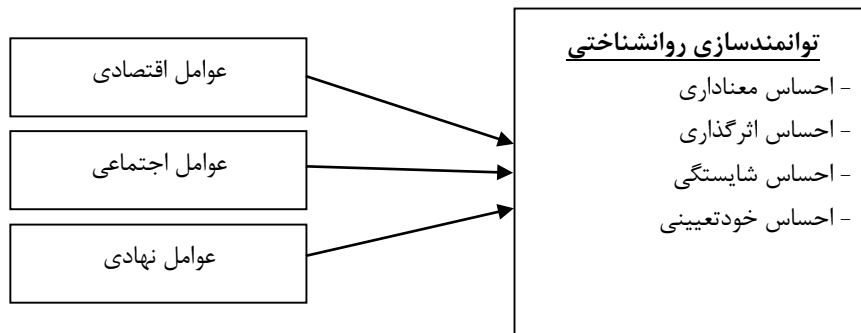 توانمندسازی روانشناختی
- احساس معناداری
- احساس اثرگذاری
- احساس شایستگی
- احساس خودتعیینی
عوامل اقتصادی
عوامل اجتماعی
عوامل نهادی